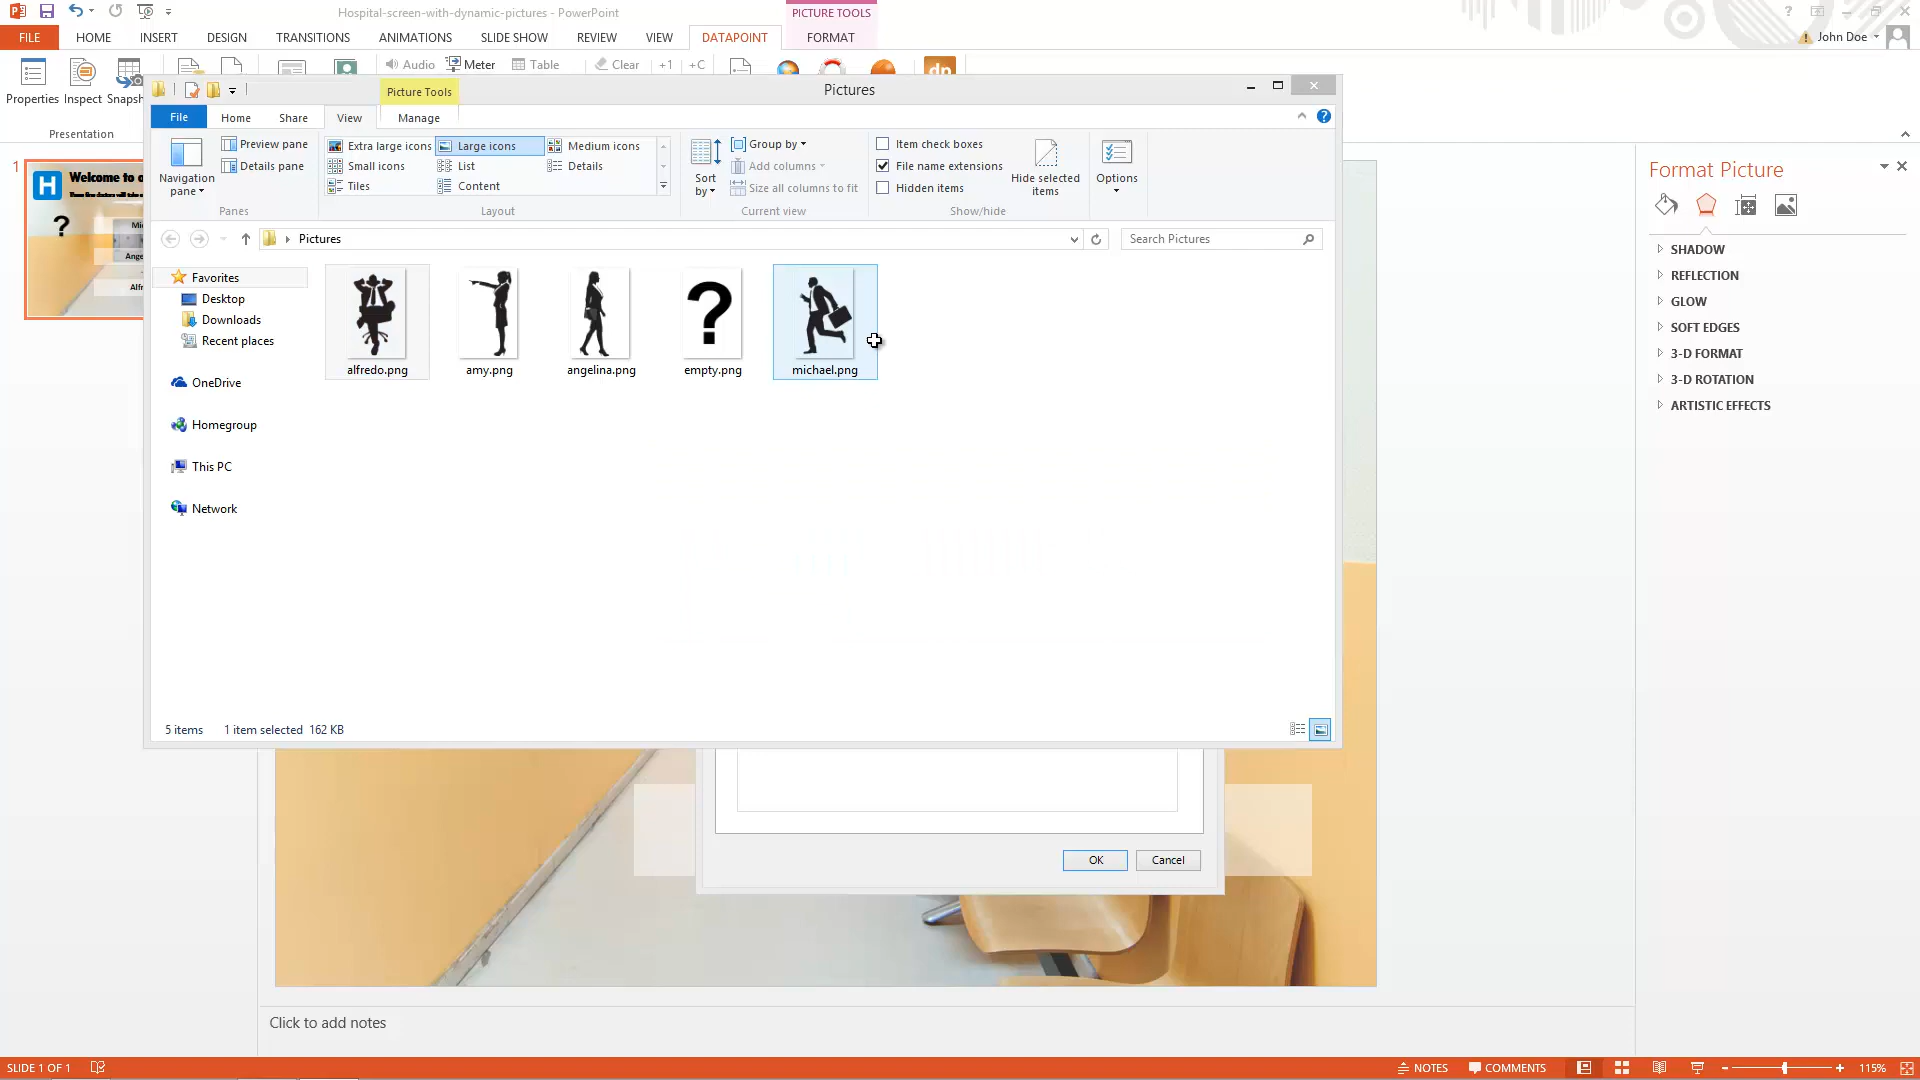 Hospital-screen-with-dynamic-pictures - PowerPoint
PICTURE TOOLS
?
FILE HOME INSERT DESIGN TRANSITIONS ANIMATIONS SLIDE SHOW REVIEW VIEW DATAPOINT FORMAT
John Doe
Audio Meter Table Clear +1 +C dp
Properties Inspect Snapsh
Presentation
Picture Tools
Pictures
File Home Share View Manage
Navigation pane
Preview pane
Details pane
Panes
Extra large icons Large icons Medium icons
Small icons List Details
Tiles Content
Layout
Sort by
Group by
Add columns
Size all columns to fit
Current view
Item check boxes
File name extensions
Hidden items
Hide selected items
Show/hide
Options
Pictures
Search Pictures
Favorites
Desktop
Downloads
Recent places
OneDrive
Homegroup
This PC
Network
?
alfredo.png amy.png angelina.png empty.png michael.png
5 items 1 item selected 162 KB
1
H Welcome to o
?
Mi
Ange
Alf
OK Cancel
Format Picture
SHADOW
REFLECTION
GLOW
SOFT EDGES
3-D FORMAT
3-D ROTATION
ARTISTIC EFFECTS
Click to add notes
SLIDE 1 OF 1
NOTES COMMENTS 115%